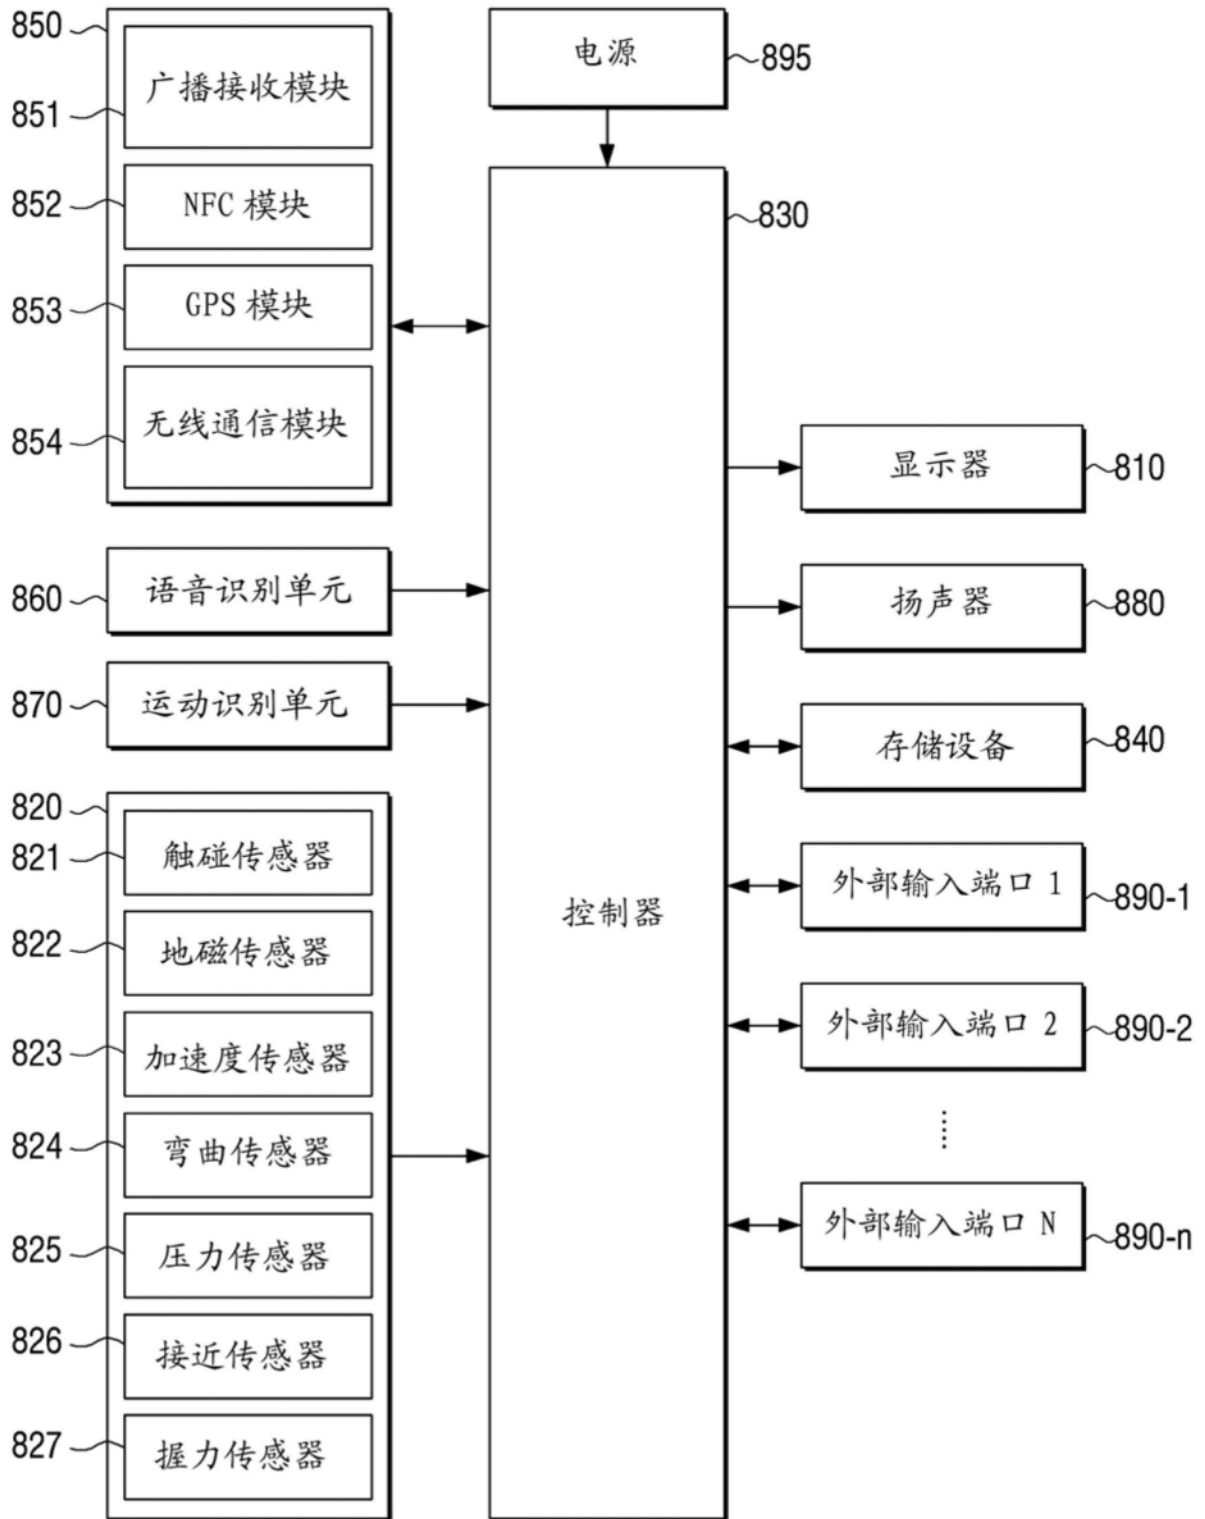 850
广播接收模块
851
852
NFC 模块
853
GPS 模块
854
无线通信模块
860
语音识别单元
870
运动识别单元
820
821
触碰传感器
822
地磁传感器
823
加速度传感器
824
弯曲传感器
825
压力传感器
826
接近传感器
827
握力传感器
电源
895
830
控制器
显示器
810
扬声器
880
存储设备
840
外部输入端口 1
890-1
外部输入端口 2
890-2
外部输入端口 N
890-n